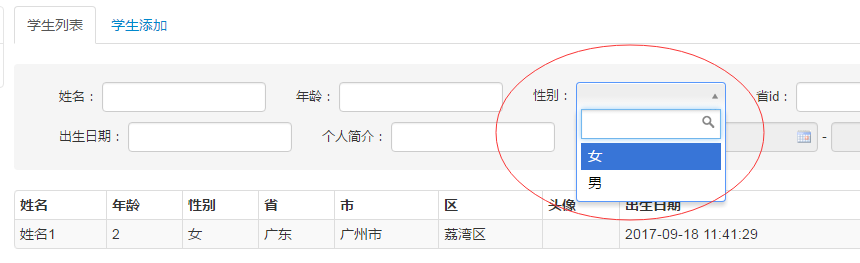 学生列表 学生添加
姓名： 年龄： 性别： 省id：
出生日期： 个人简介： -
女
男
姓名 年龄 性别 省 市 区 头像 出生日期
姓名1 2 女 广东 广州市 荔湾区 2017-09-18 11:41:29